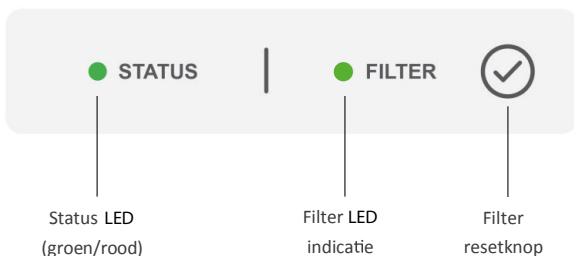 STATUS FILTER
Status LED Filter LED Filter
(groen/rood) indicatie resetknop